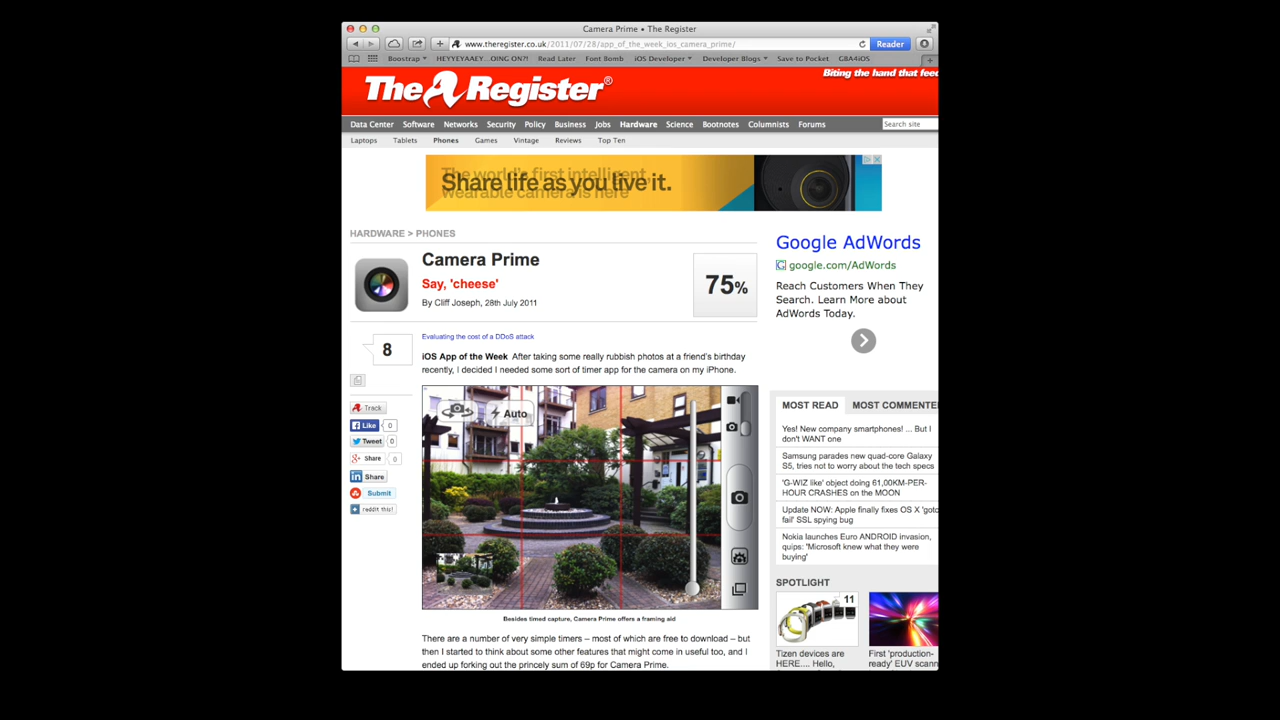 Camera Prime • The Register
www.theregister.co.uk/2011/07/28/app_of_the_week_ios_camera_prime/
Reader
Boostrap
HEYYEYAAEY...OING ON?!
Read Later
Font Bomb
iOS Developer
Developer Blogs
Save to Pocket
GBA4iOS
Biting the hand that feed
The Register®
Data Center Software Networks Security Policy Business Jobs Hardware Science Bootnotes Columnists Forums
Search site
Laptops Tablets Phones Games Vintage Reviews Top Ten
The world's first intelligent,
Share life as you live it.
wearable camera is here
HARDWARE > PHONES
Camera Prime
Say, 'cheese'
By Cliff Joseph, 28th July 2011
75%
Google AdWords
google.com/AdWords
Reach Customers When They
Search. Learn More about
AdWords Today.
8
Evaluating the cost of a DDoS attack
iOS App of the Week After taking some really rubbish photos at a friend's birthday
recently, I decided I needed some sort of timer app for the camera on my iPhone.
Track
Like 0
Tweet 0
Share 0
Share
Submit
reddit this!
Auto
Besides timed capture, Camera Prime offers a framing aid
There are a number of very simple timers – most of which are free to download – but
then I started to think about some other features that might come in useful too, and I
ended up forking out the princely sum of 69p for Camera Prime.
MOST READ
MOST COMMENTE
Yes! New company smartphones! ... But I
don't WANT one
Samsung parades new quad-core Galaxy
S5, tries not to worry about the tech specs
'G-WIZ like' object doing 61,00KM-PER-
HOUR CRASHES on the MOON
Update NOW: Apple finally fixes OS X 'goto
fail' SSL spying bug
Nokia launches Euro ANDROID invasion,
quips: 'Microsoft knew what they were
buying'
SPOTLIGHT
11
Tizen devices are
HERE.... Hello,
First 'production-
ready' EUV scann